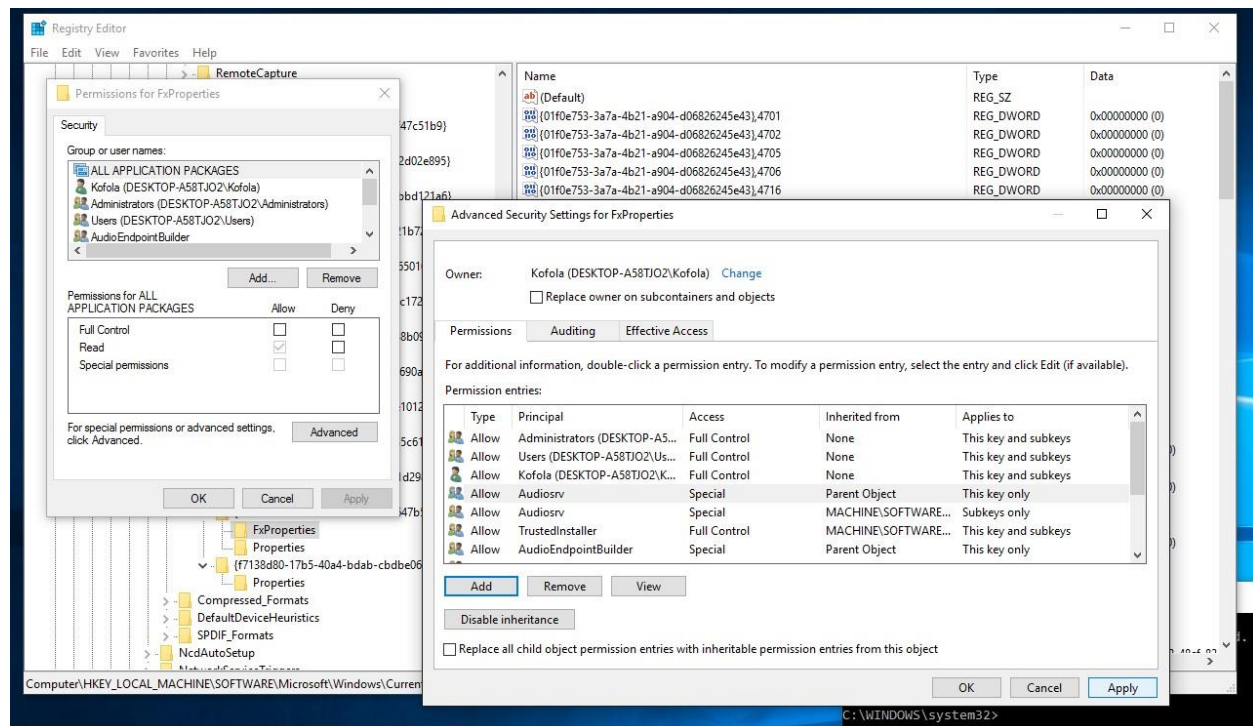 Registry Editor
File Edit View Favorites Help
RemoteCapture
Permissions for FxProperties
Security
Group or user names:
ALL APPLICATION PACKAGES
Kofola (DESKTOP-A58TJO2\Kofola)
Administrators (DESKTOP-A58TJO2\Administrators)
Users (DESKTOP-A58TJO2\Users)
AudioEndpointBuilder
Add... Remove
Permissions for ALL
APPLICATION PACKAGES Allow Deny
Full Control
Read
Special permissions
For special permissions or advanced settings,
click Advanced.
Advanced
OK Cancel Apply
47c51b9}
2d02e895}
bbd121a6}
FxProperties
Properties
{f7138d80-17b5-40a4-bdab-cbdbe06
Properties
Compressed_Formats
DefaultDeviceHeuristics
SPDIF_Formats
NcdAutoSetup
Computer\HKEY_LOCAL_MACHINE\SOFTWARE\Microsoft\Windows\Current
Name Type Data
(Default) REG_SZ
{01f0e753-3a7a-4b21-a904-d06826245e43},4701 REG_DWORD 0x00000000 (0)
{01f0e753-3a7a-4b21-a904-d06826245e43},4702 REG_DWORD 0x00000000 (0)
{01f0e753-3a7a-4b21-a904-d06826245e43},4705 REG_DWORD 0x00000000 (0)
{01f0e753-3a7a-4b21-a904-d06826245e43},4706 REG_DWORD 0x00000000 (0)
{01f0e753-3a7a-4b21-a904-d06826245e43},4716 REG_DWORD 0x00000000 (0)
Advanced Security Settings for FxProperties
Owner: Kofola (DESKTOP-A58TJO2\Kofola) Change
Replace owner on subcontainers and objects
Permissions Auditing Effective Access
For additional information, double-click a permission entry. To modify a permission entry, select the entry and click Edit (if available).
Permission entries:
Type Principal Access Inherited from Applies to
Allow Administrators (DESKTOP-A5... Full Control None This key and subkeys
Allow Users (DESKTOP-A58TJO2\Us... Full Control None This key and subkeys
Allow Kofola (DESKTOP-A58TJO2\K... Full Control None This key and subkeys
Allow Audiosrv Special Parent Object This key only
Allow Audiosrv Special MACHINE\SOFTWARE... Subkeys only
Allow TrustedInstaller Full Control MACHINE\SOFTWARE... This key and subkeys
Allow AudioEndpointBuilder Special Parent Object This key only
Add Remove View
Disable inheritance
Replace all child object permission entries with inheritable permission entries from this object
OK Cancel Apply
C:\WINDOWS\system32>